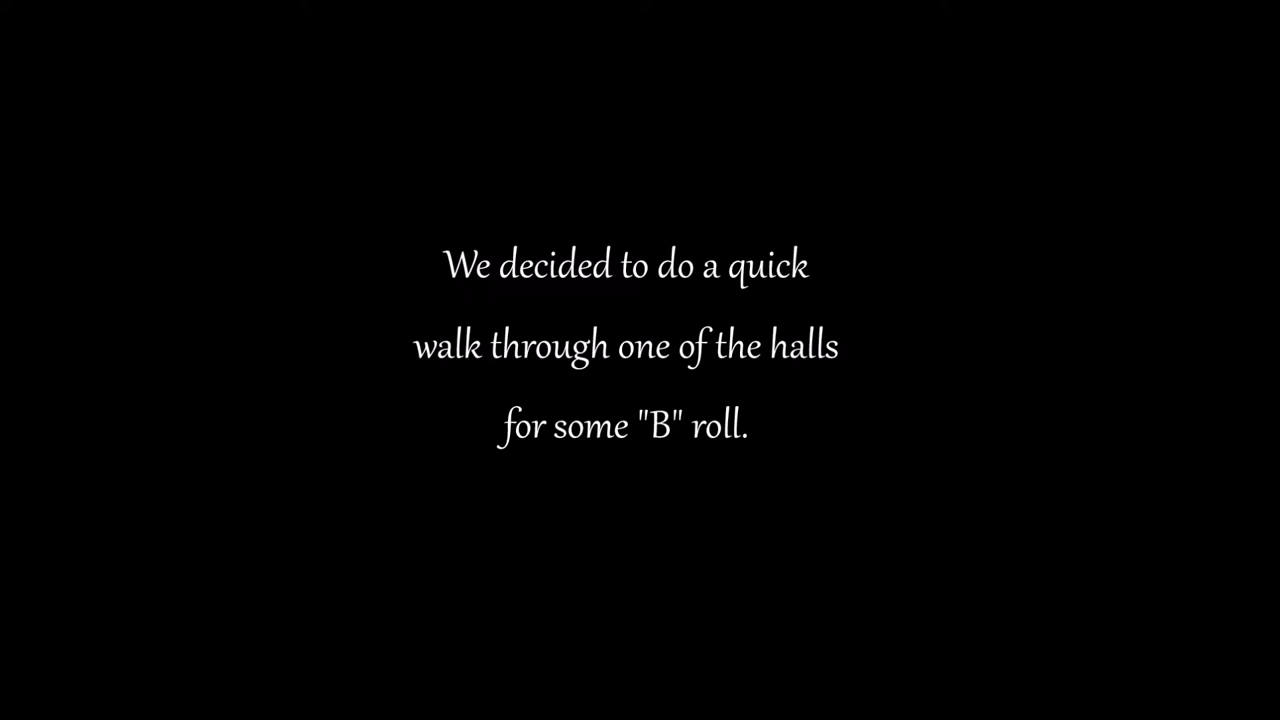 We decided to do a quick
walk through one of the halls
for some "B" roll.